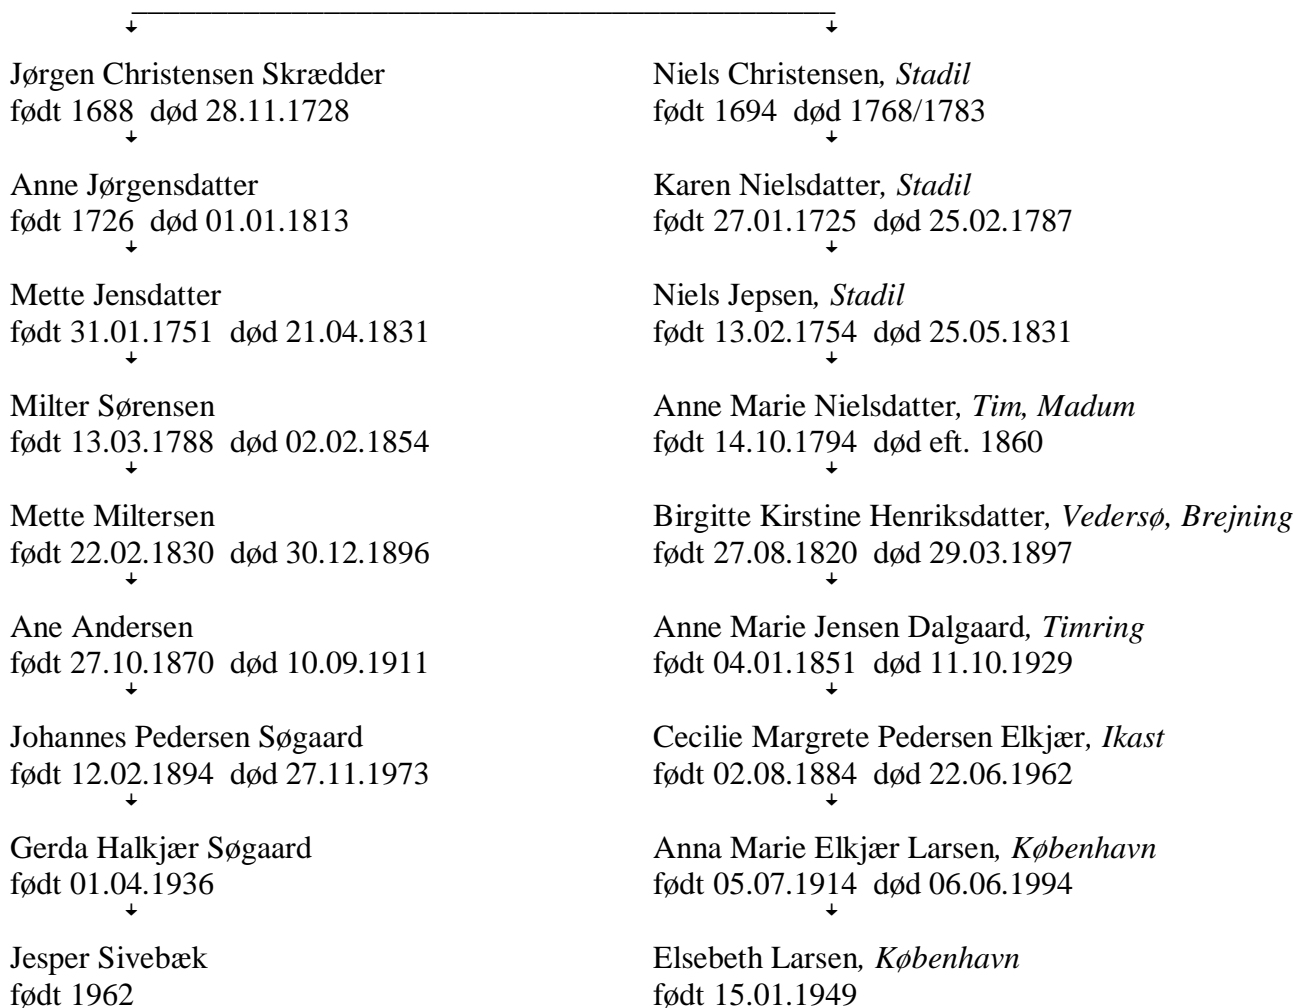 Jørgen Christensen Skrædder
født 1688 død 28.11.1728
Anne Jørgensdatter
født 1726 død 01.01.1813
Mette Jensdatter
født 31.01.1751 død 21.04.1831
Milter Sørensen
født 13.03.1788 død 02.02.1854
Mette Miltersen
født 22.02.1830 død 30.12.1896
Ane Andersen
født 27.10.1870 død 10.09.1911
Johannes Pedersen Søgaard
født 12.02.1894 død 27.11.1973
Gerda Halkjær Søgaard
født 01.04.1936
Jesper Sivebæk
født 1962
Niels Christensen, Stadil
født 1694 død 1768/1783
Karen Nielsdatter, Stadil
født 27.01.1725 død 25.02.1787
Niels Jepsen, Stadil
født 13.02.1754 død 25.05.1831
Anne Marie Nielsdatter, Tim, Madum
født 14.10.1794 død eft. 1860
Birgitte Kirstine Henriksdatter, Vedersø, Brejning
født 27.08.1820 død 29.03.1897
Anne Marie Jensen Dalgaard, Timring
født 04.01.1851 død 11.10.1929
Cecilie Margrete Pedersen Elkjær, Ikast
født 02.08.1884 død 22.06.1962
Anna Marie Elkjær Larsen, København
født 05.07.1914 død 06.06.1994
Elsebeth Larsen, København
født 15.01.1949